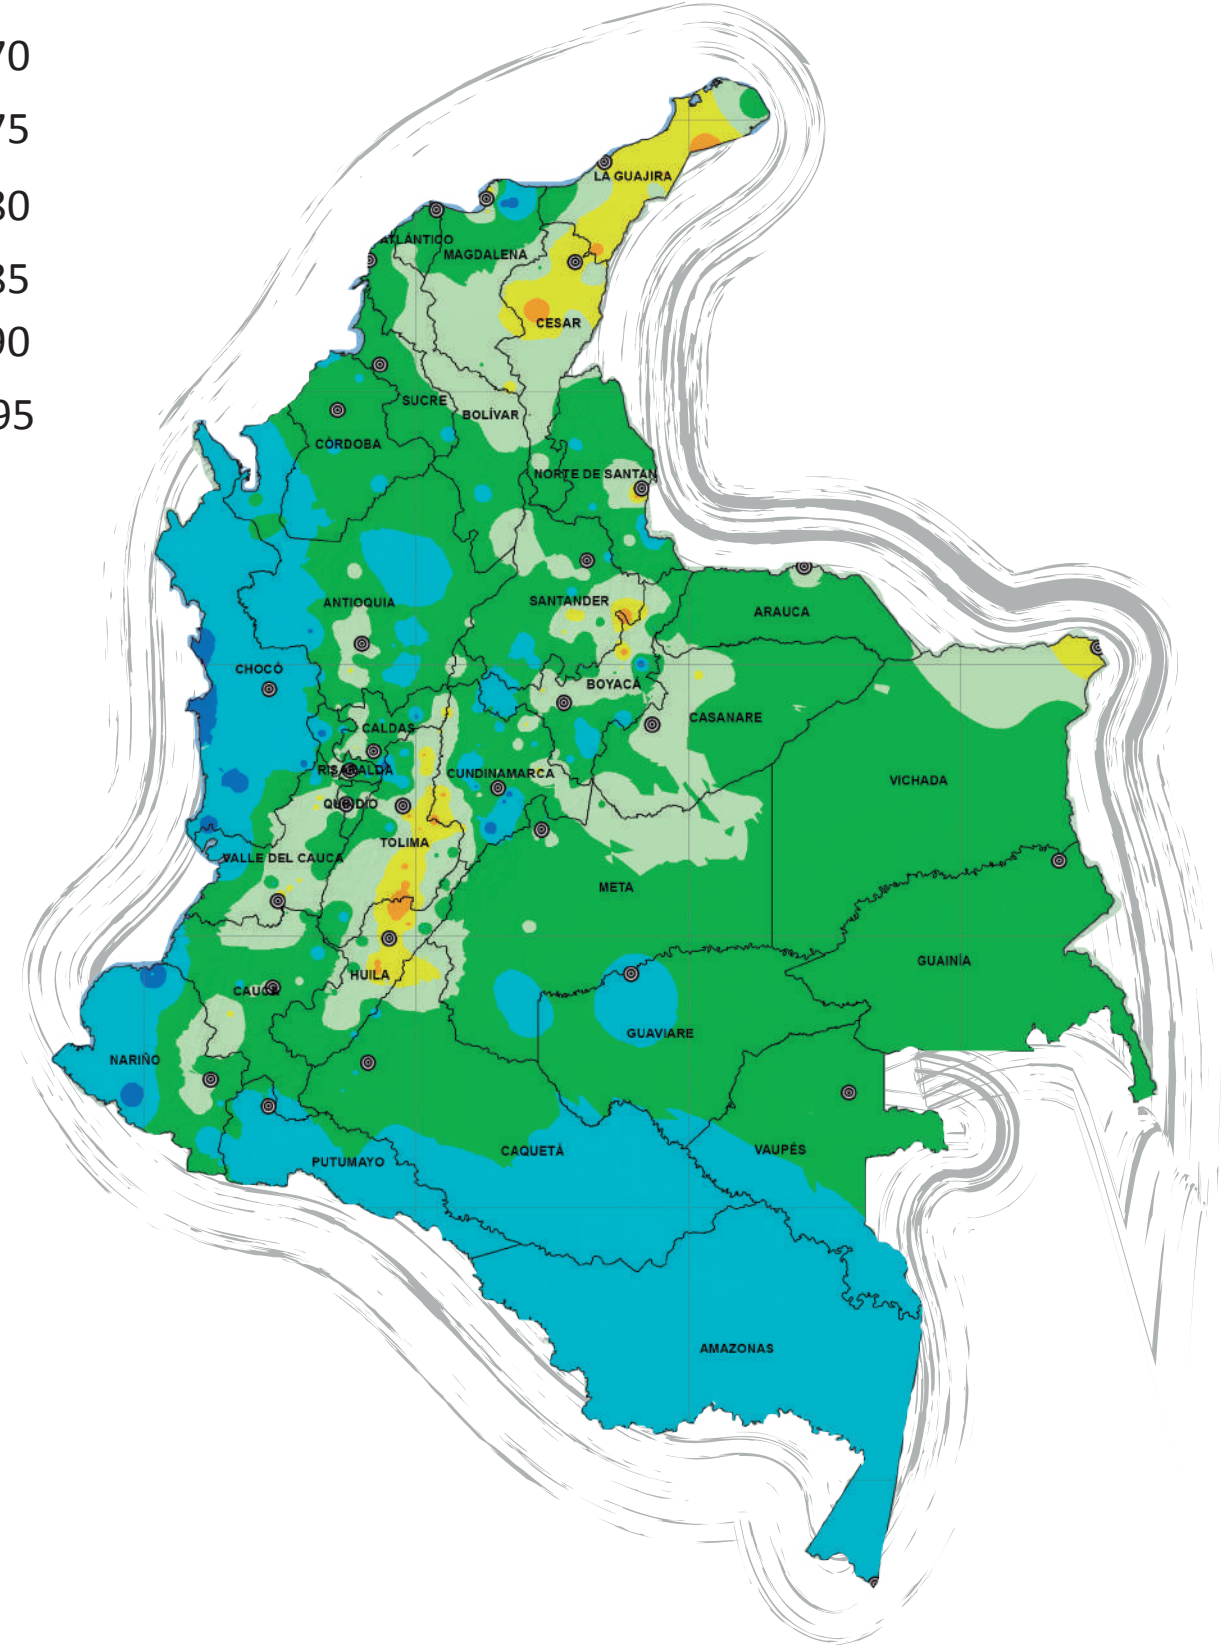 70
75
80
85
90
95
LA GUAJIRA
ATLÁNTICO
MAGDALENA
CESAR
SUCRE
BOLÍVAR
CÓRDOBA
NORTE DE SANTAN
ANTIOQUIA
SANTANDER
ARAUCA
CHOCÓ
BOYACÁ
CASANARE
CALDAS
RISARALDA
CUNDINAMARCA
VICHADA
QUINDÍO
TOLIMA
VALLE DEL CAUCA
META
GUAINÍA
HUILA
CAUCA
GUAVIARE
NARIÑO
CAQUETÁ
VAUPÉS
PUTUMAYO
AMAZONAS